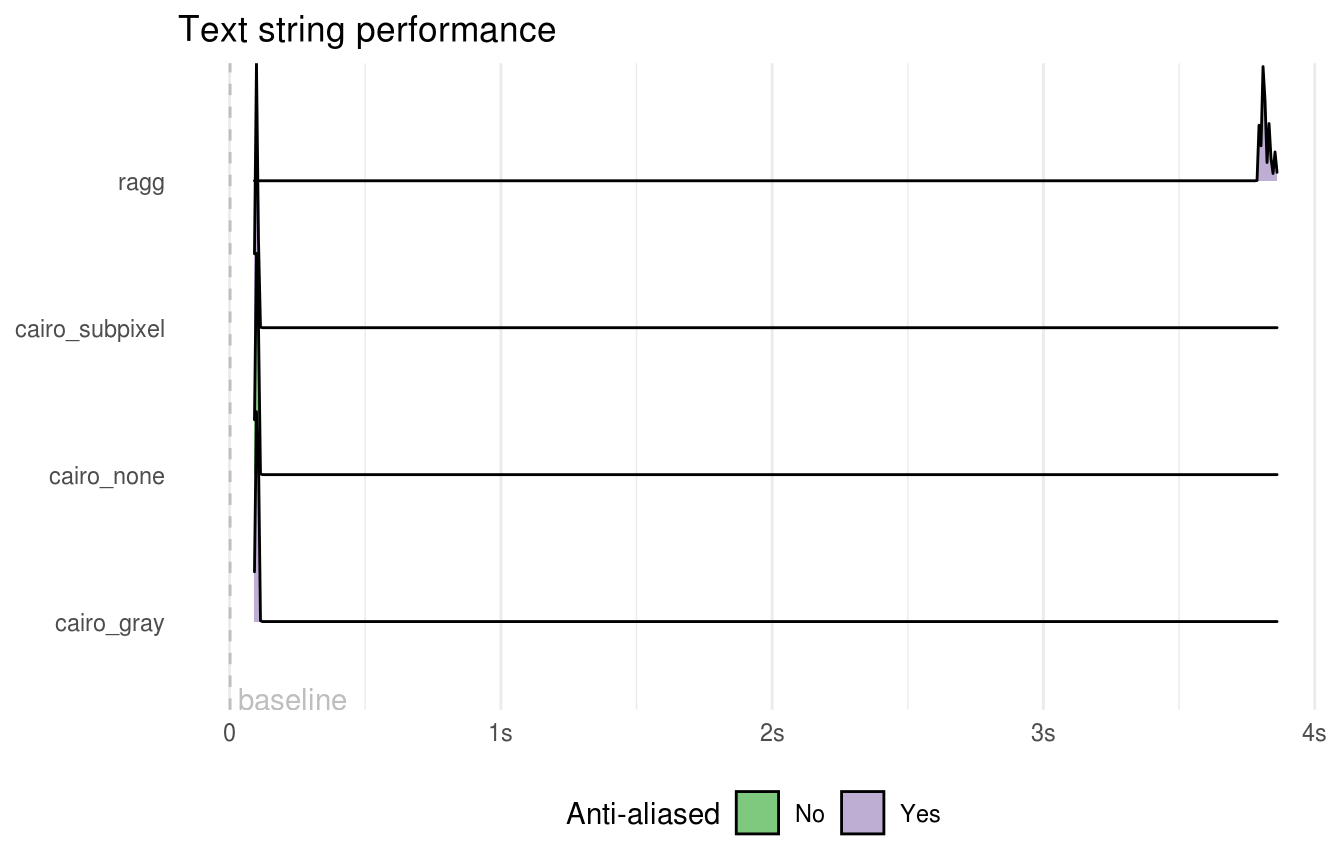 Text string performance
ragg
cairo_subpixel
cairo_none
cairo_gray
baseline
0 1s 2s 3s 4s
Anti-aliased No Yes